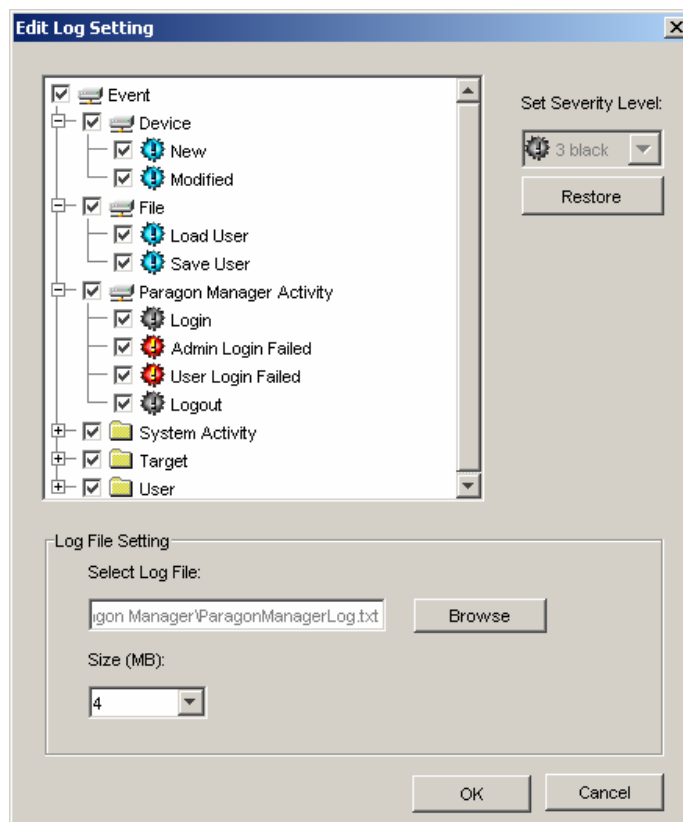 Edit Log Setting
Event
Device
New
Modified
File
Load User
Save User
Paragon Manager Activity
Login
Admin Login Failed
User Login Failed
Logout
System Activity
Target
User
Set Severity Level:
3 black
Restore
Log File Setting
Select Log File:
Manager\ParagonManagerLog.txt
Browse
Size (MB):
4
OK
Cancel